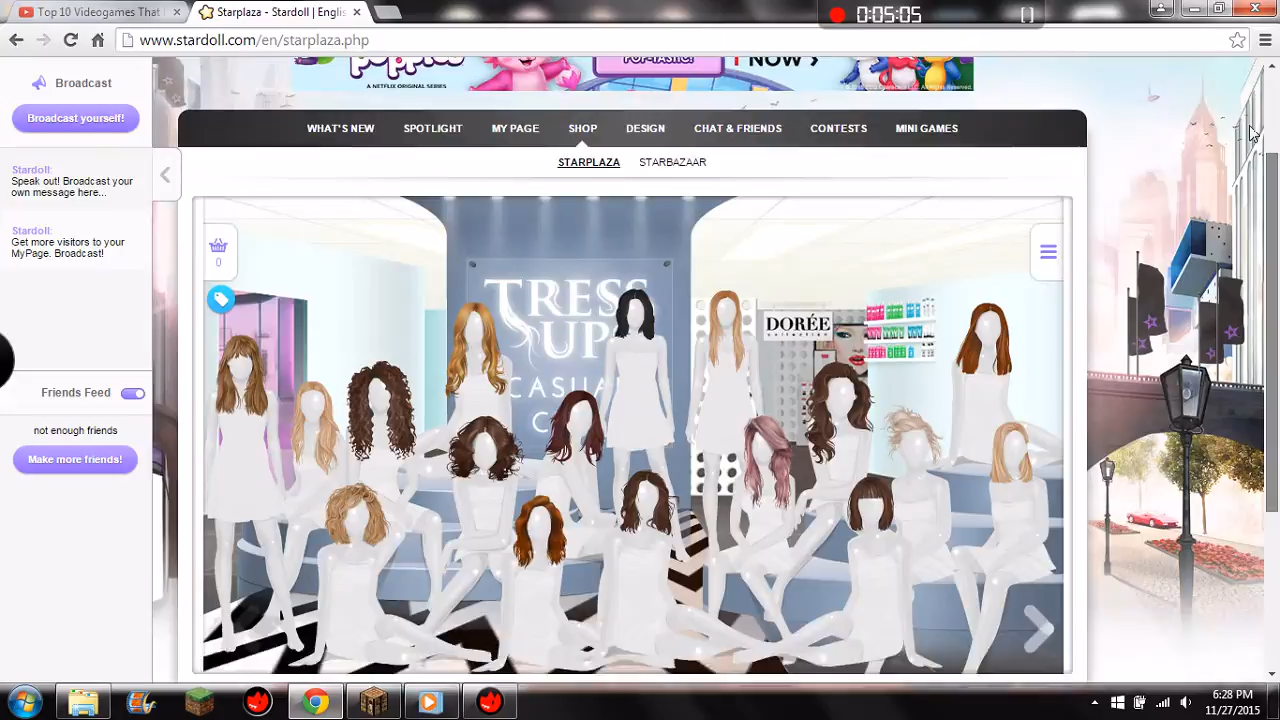 Top 10 Videogames That
Starplaza - Stardoll | Englis
0:05:05
[ ]
www.stardoll.com/en/starplaza.php
A NETFLIX ORIGINAL SERIES
POP-TASTIC!
NOW >
Broadcast
Broadcast yourself!
Stardoll:
Speak out! Broadcast your
own message here...
Stardoll:
Get more visitors to your
MyPage. Broadcast!
Friends Feed
not enough friends
Make more friends!
WHAT'S NEW
SPOTLIGHT
MY PAGE
SHOP
DESIGN
CHAT & FRIENDS
CONTESTS
MINI GAMES
STARPLAZA
STARBAZAAR
0
TRESS
UP
CASUAL
DORÉE
collection
6:28 PM
11/27/2015